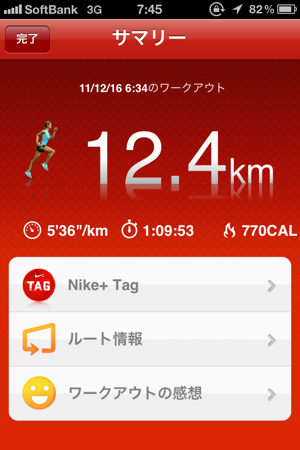 SoftBank 3G 7:45 82%
完了 サマリー
11/12/16 6:34のワークアウト
12.4km
5'36"/km 1:09:53 770CAL
TAG Nike+ Tag
ルート情報
ワークアウトの感想